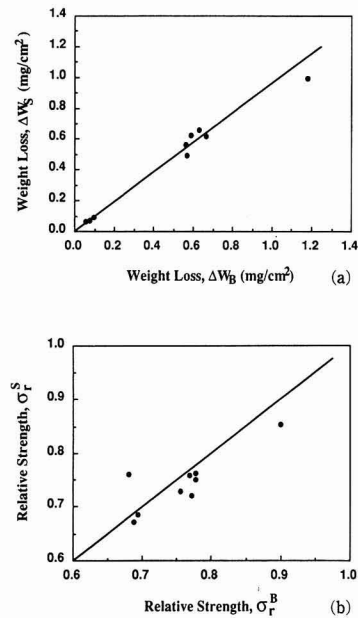 1.4
1.2
1.0
0.8
0.6
0.4
0.2
0.0
Weight Loss, ΔW_S (mg/cm²)
0.0 0.2 0.4 0.6 0.8 1.0 1.2 1.4
Weight Loss, ΔW_B (mg/cm²) (a)
1.0
0.9
0.8
0.7
0.6
Relative Strength, σ_r^S
0.6 0.7 0.8 0.9 1.0
Relative Strength, σ_r^B (b)